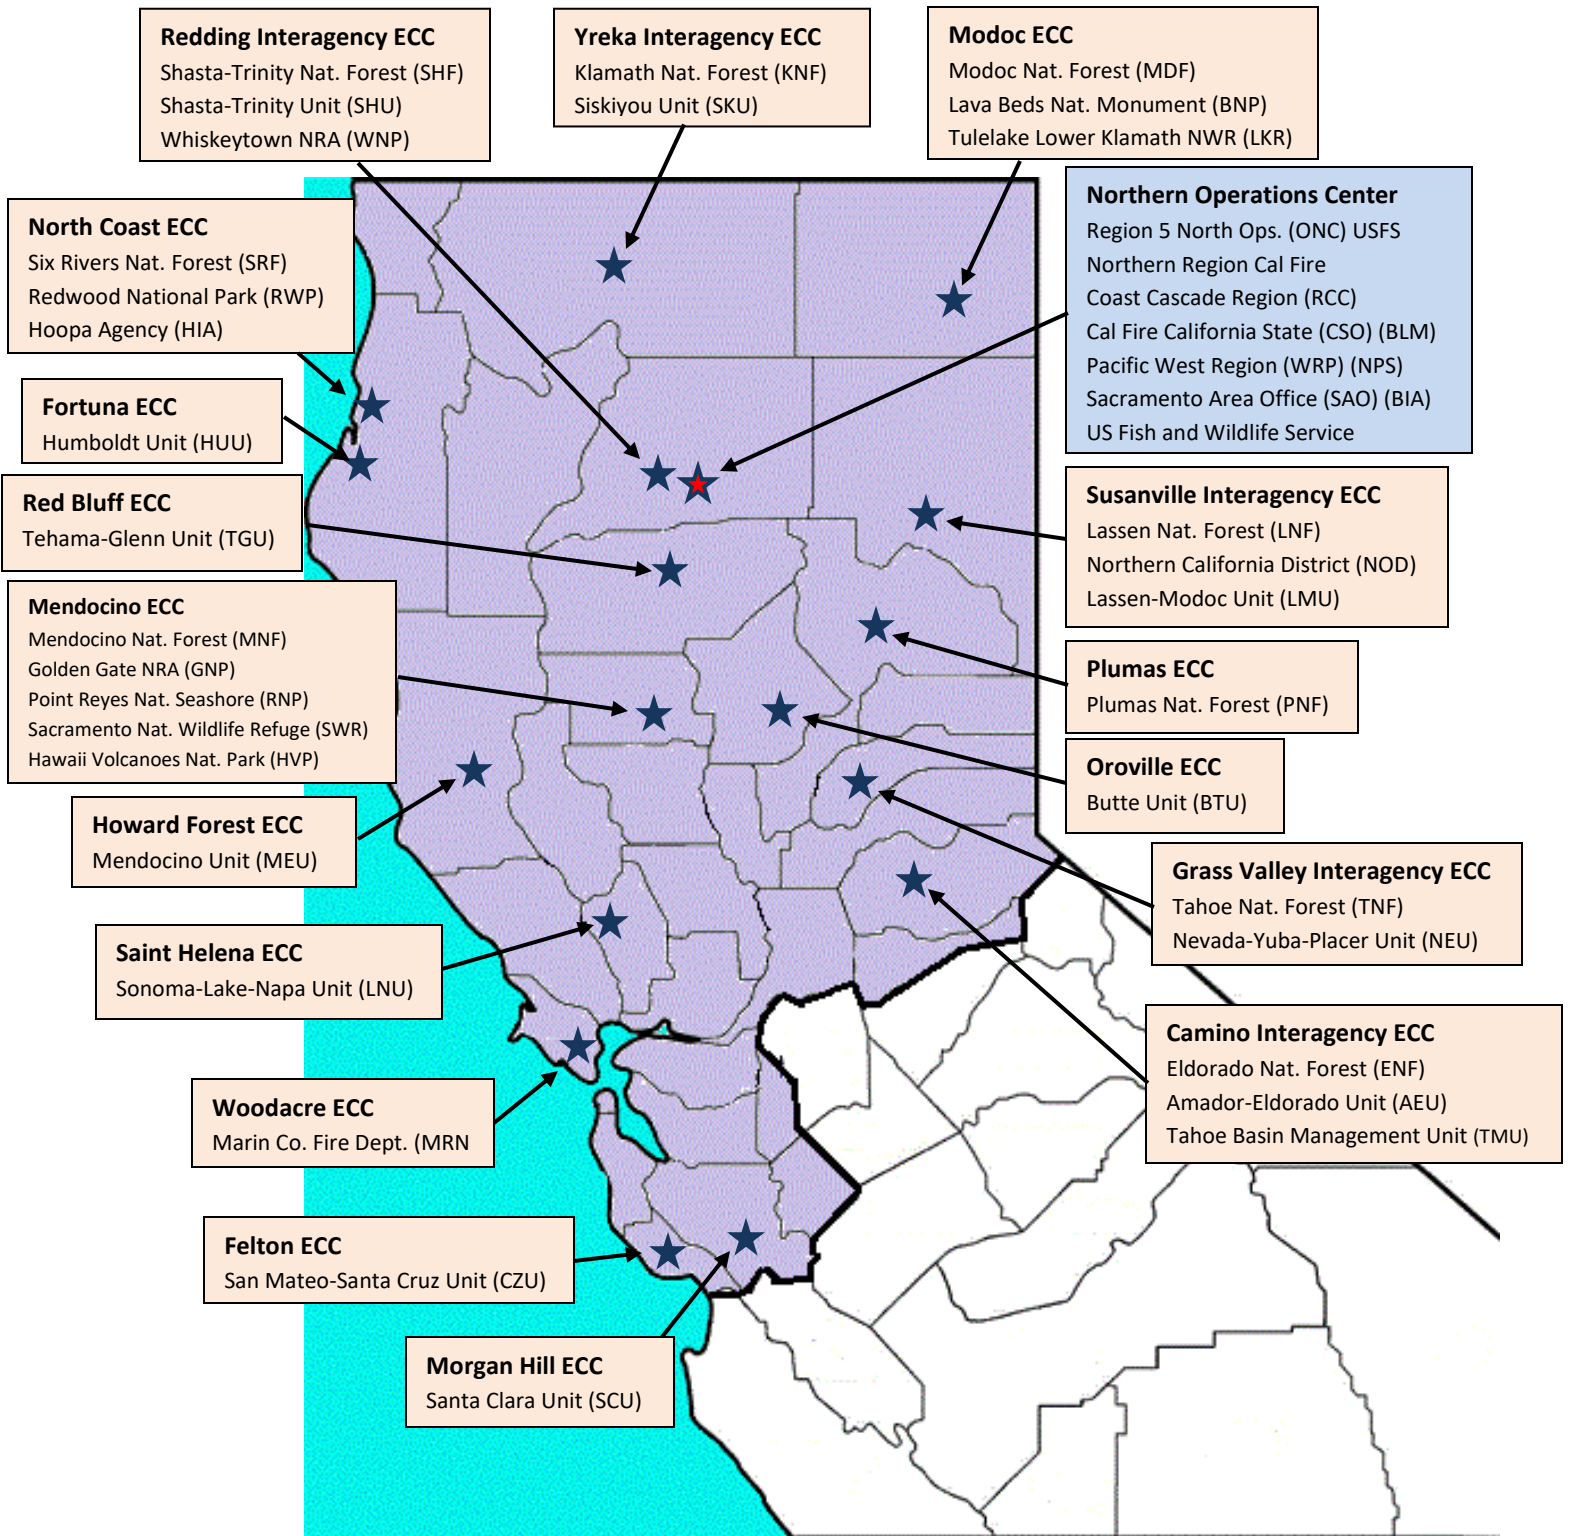 Redding Interagency ECC
Shasta-Trinity Nat. Forest (SHF)
Shasta-Trinity Unit (SHU)
Whiskeytown NRA (WNP)
Yreka Interagency ECC
Klamath Nat. Forest (KNF)
Siskiyou Unit (SKU)
Modoc ECC
Modoc Nat. Forest (MDF)
Lava Beds Nat. Monument (BNP)
Tulelake Lower Klamath NWR (LKR)
Northern Operations Center
Region 5 North Ops. (ONC) USFS
Northern Region Cal Fire
Coast Cascade Region (RCC)
Cal Fire California State (CSO) (BLM)
Pacific West Region (WRP) (NPS)
Sacramento Area Office (SAO) (BIA)
US Fish and Wildlife Service
North Coast ECC
Six Rivers Nat. Forest (SRF)
Redwood National Park (RWP)
Hoopa Agency (HIA)
Fortuna ECC
Humboldt Unit (HUU)
Red Bluff ECC
Tehama-Glenn Unit (TGU)
Susanville Interagency ECC
Lassen Nat. Forest (LNF)
Northern California District (NOD)
Lassen-Modoc Unit (LMU)
Mendocino ECC
Mendocino Nat. Forest (MNF)
Golden Gate NRA (GNP)
Point Reyes Nat. Seashore (RNP)
Sacramento Nat. Wildlife Refuge (SWR)
Hawaii Volcanoes Nat. Park (HVP)
Plumas ECC
Plumas Nat. Forest (PNF)
Oroville ECC
Butte Unit (BTU)
Howard Forest ECC
Mendocino Unit (MEU)
Grass Valley Interagency ECC
Tahoe Nat. Forest (TNF)
Nevada-Yuba-Placer Unit (NEU)
Saint Helena ECC
Sonoma-Lake-Napa Unit (LNU)
Camino Interagency ECC
Eldorado Nat. Forest (ENF)
Amador-Eldorado Unit (AEU)
Tahoe Basin Management Unit (TMU)
Woodacre ECC
Marin Co. Fire Dept. (MRN
Felton ECC
San Mateo-Santa Cruz Unit (CZU)
Morgan Hill ECC
Santa Clara Unit (SCU)